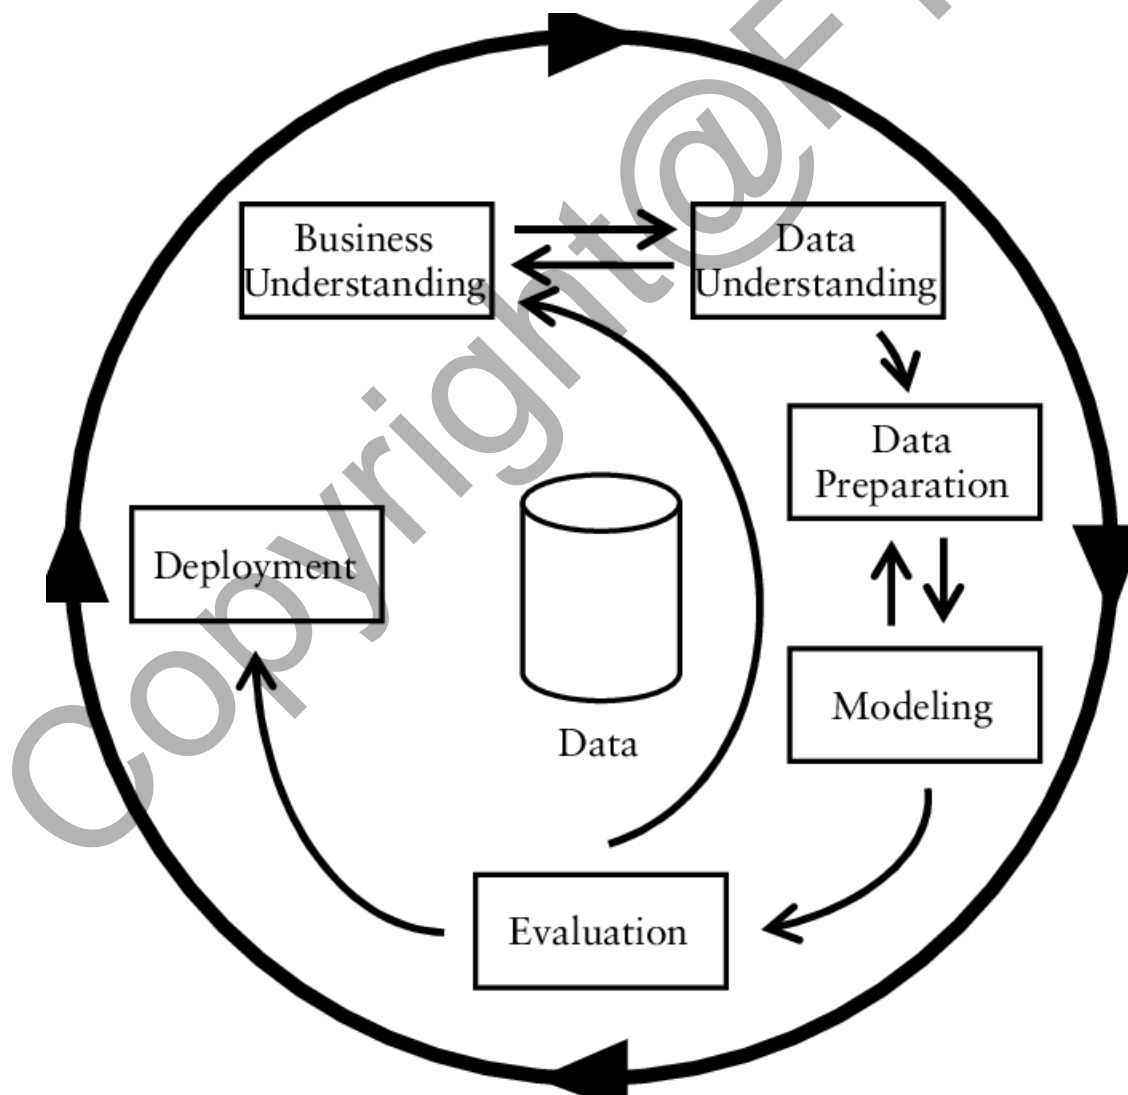 Business
Understanding
Data
Understanding
Data
Preparation
Deployment
Modeling
Data
Evaluation
Copyright@F